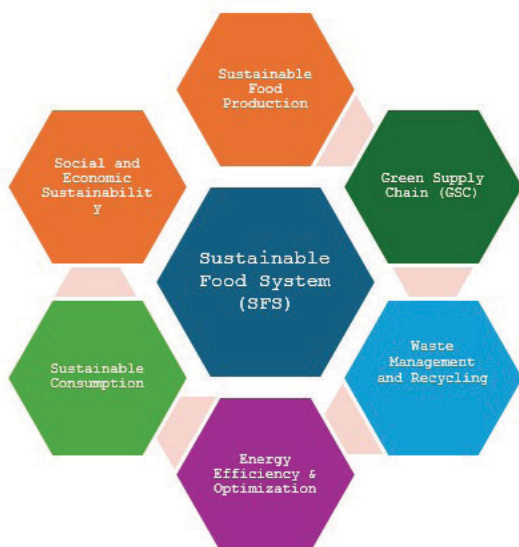 Sustainable
Food
Production
Social and
Economic
Sustainabilit
y
Green Supply
Chain (GSC)
Sustainable
Food System
(SFS)
Sustainable
Consumption
Waste
Management
and Recycling
Energy
Efficiency &
Optimization